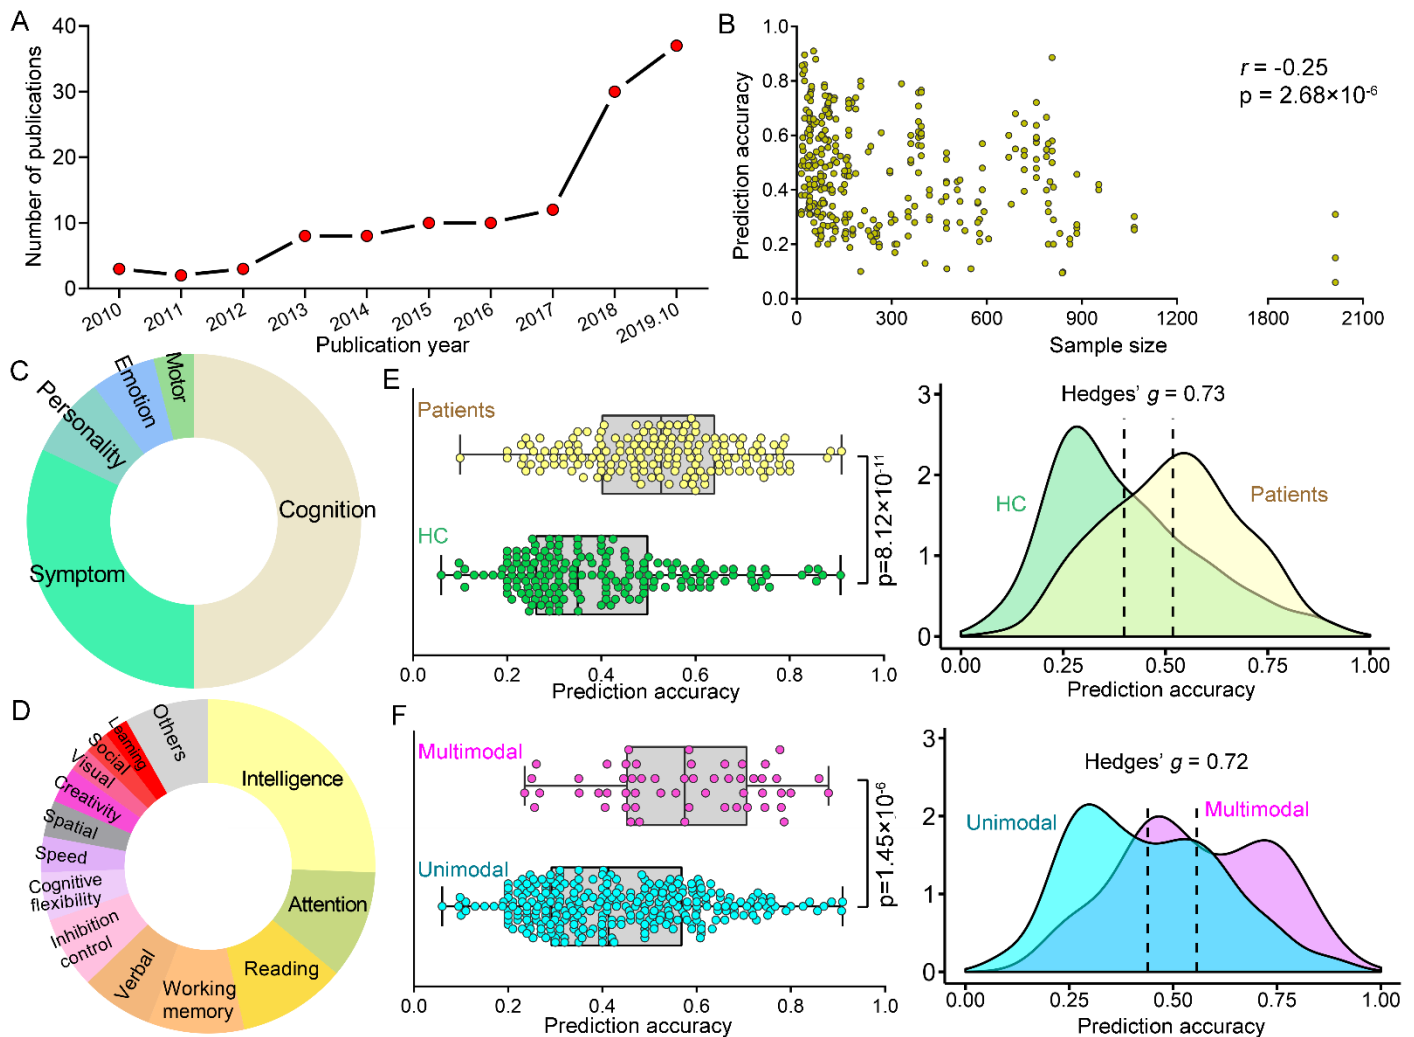 A
Number of publications
40
30
20
10
0
2010
2011
2012
2013
2014
2015
2016
2017
2018
2019.10
Publication year
B
Prediction accuracy
1.0
0.8
0.6
0.4
0.2
0.0
r = -0.25
p = 2.68×10⁻⁶
0
300
600
900
1200
1800
2100
Sample size
C
Motor
Emotion
Personality
Symptom
Cognition
D
Others
Learning
Social
Visual
Creativity
Spatial
Speed
Cognitive
flexibility
Inhibition
control
Verbal
Working
memory
Reading
Attention
Intelligence
E
Patients
HC
p=8.12×10⁻¹¹
0.0
0.2
0.4
0.6
0.8
1.0
Prediction accuracy
3
2
1
0
Hedges’ g = 0.73
HC
Patients
0.00
0.25
0.50
0.75
1.00
Prediction accuracy
F
Multimodal
Unimodal
p=1.45×10⁻⁶
0.0
0.2
0.4
0.6
0.8
1.0
Prediction accuracy
3
2
1
0
Hedges’ g = 0.72
Unimodal
Multimodal
0.00
0.25
0.50
0.75
1.00
Prediction accuracy